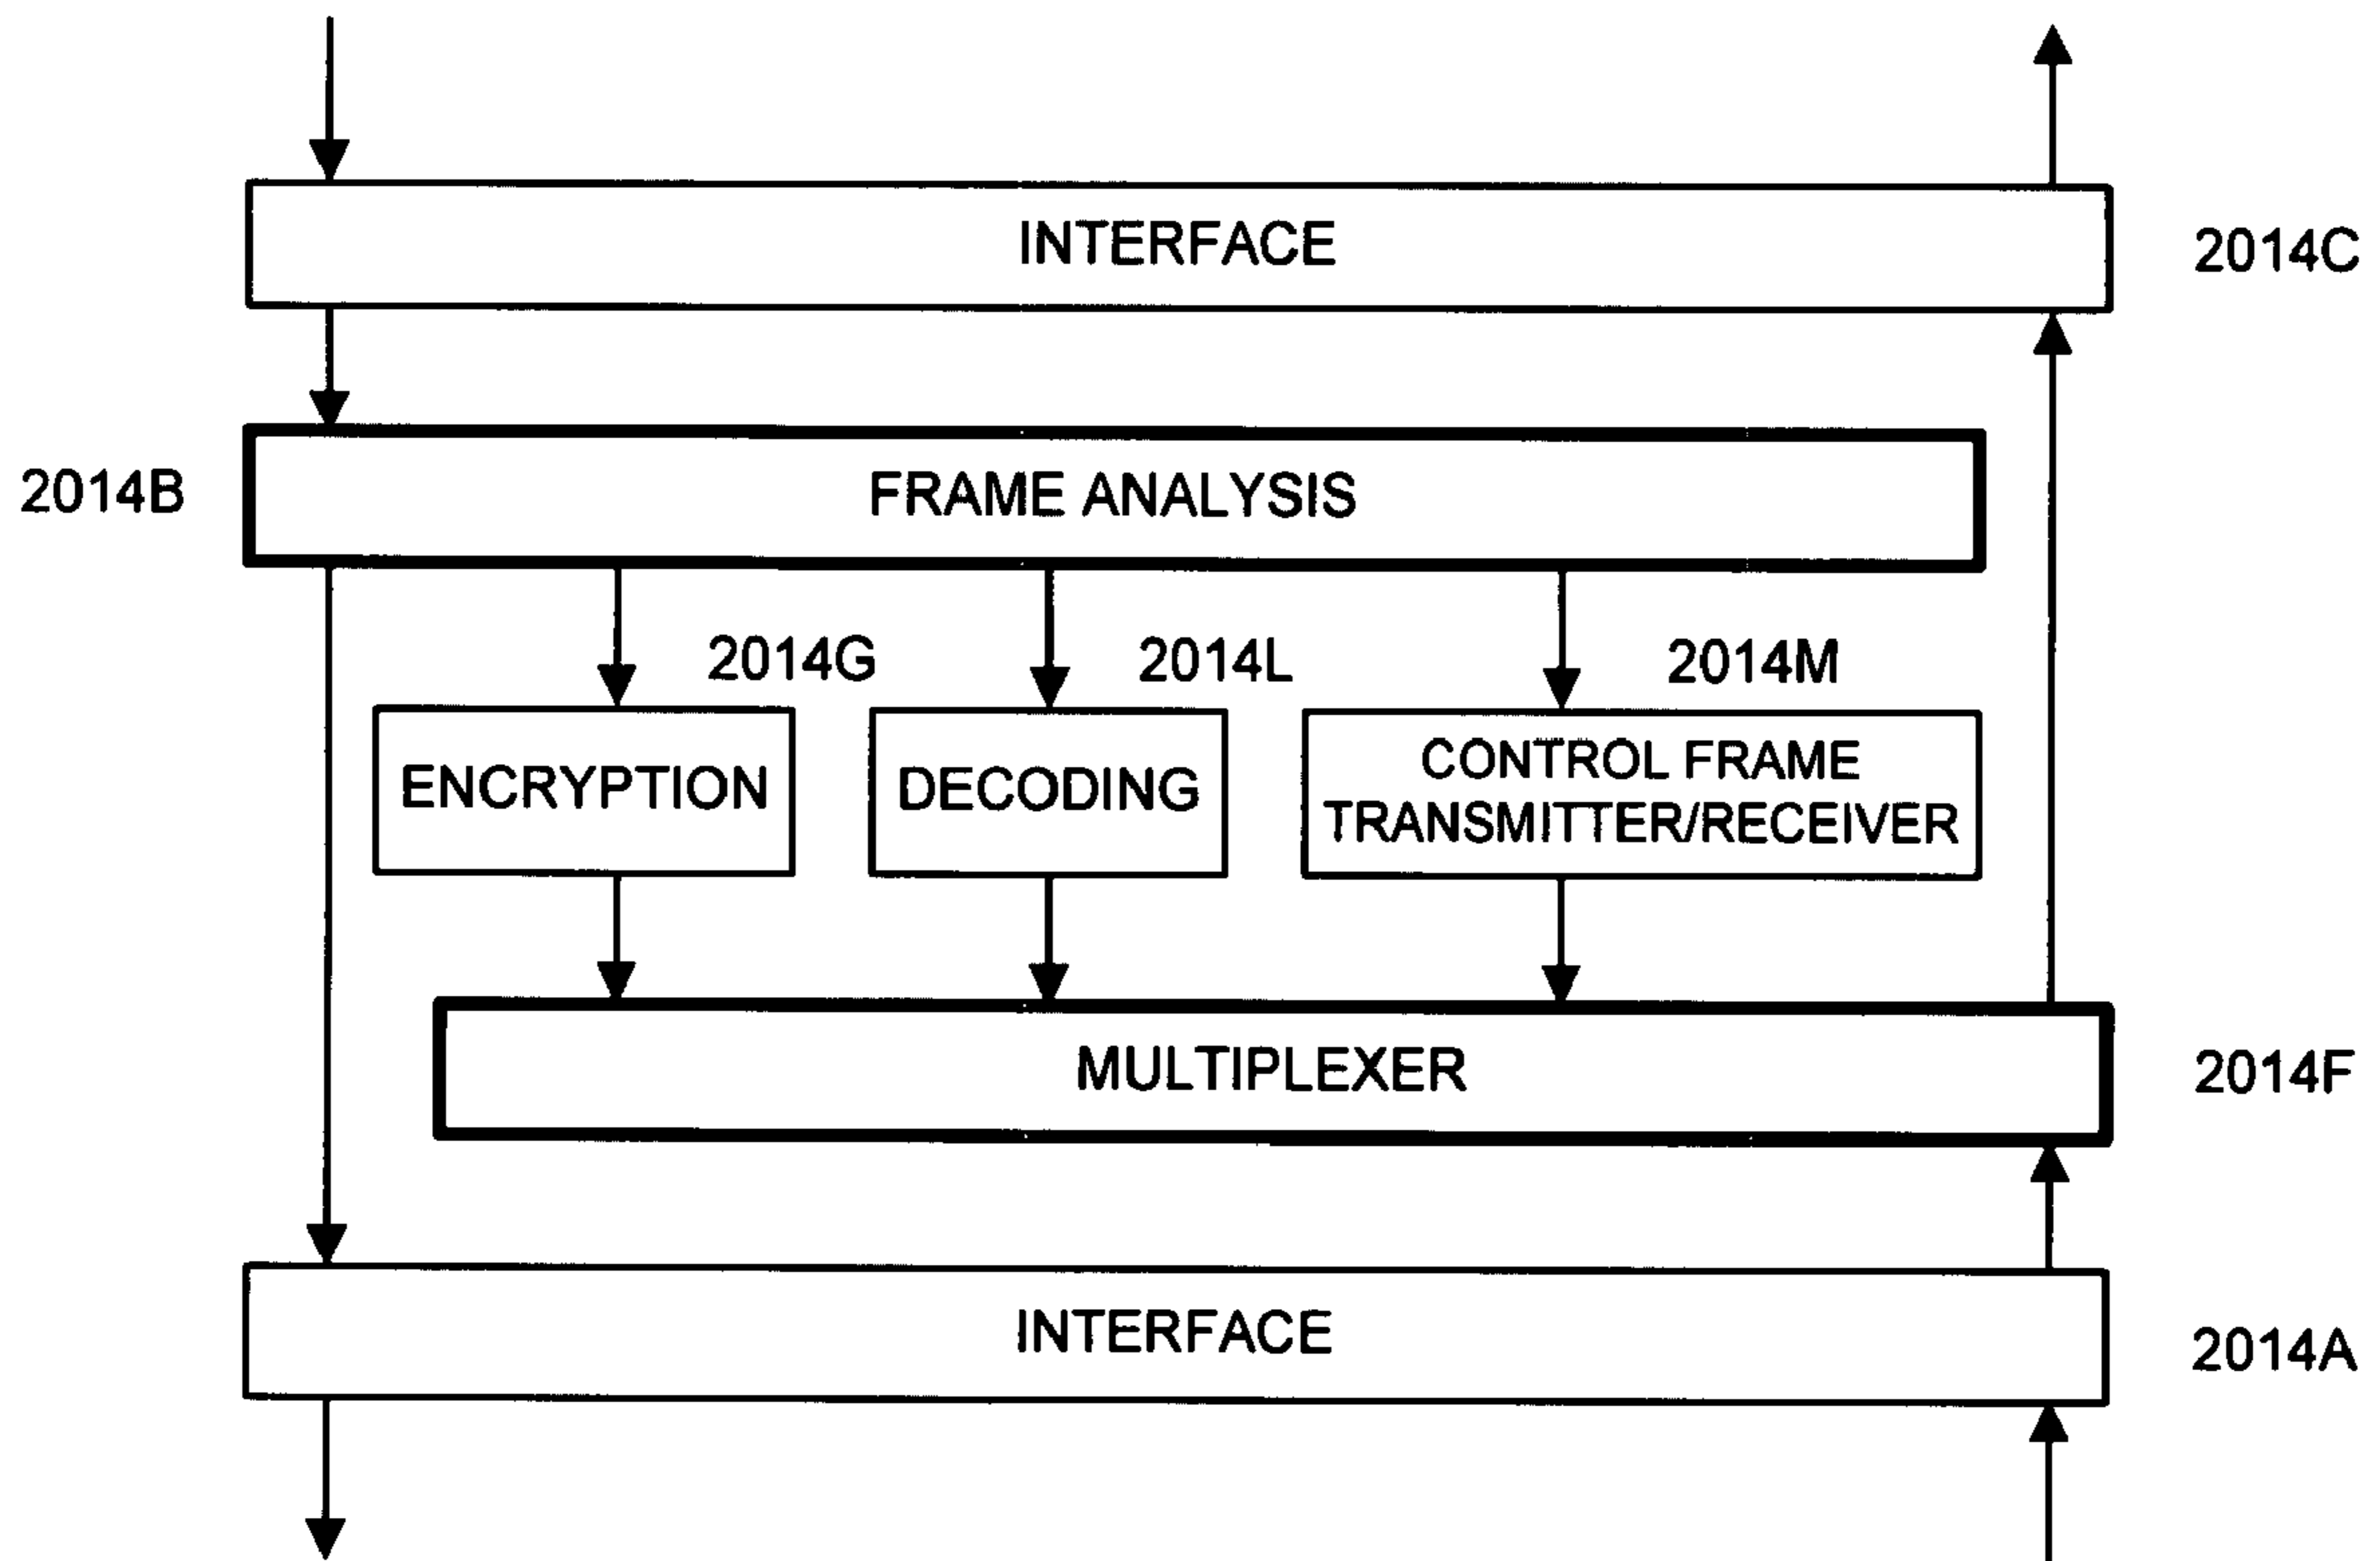 INTERFACE
2014C
2014B
FRAME ANALYSIS
2014G
2014L
2014M
ENCRYPTION
DECODING
CONTROL FRAME
TRANSMITTER/RECEIVER
MULTIPLEXER
2014F
INTERFACE
2014A